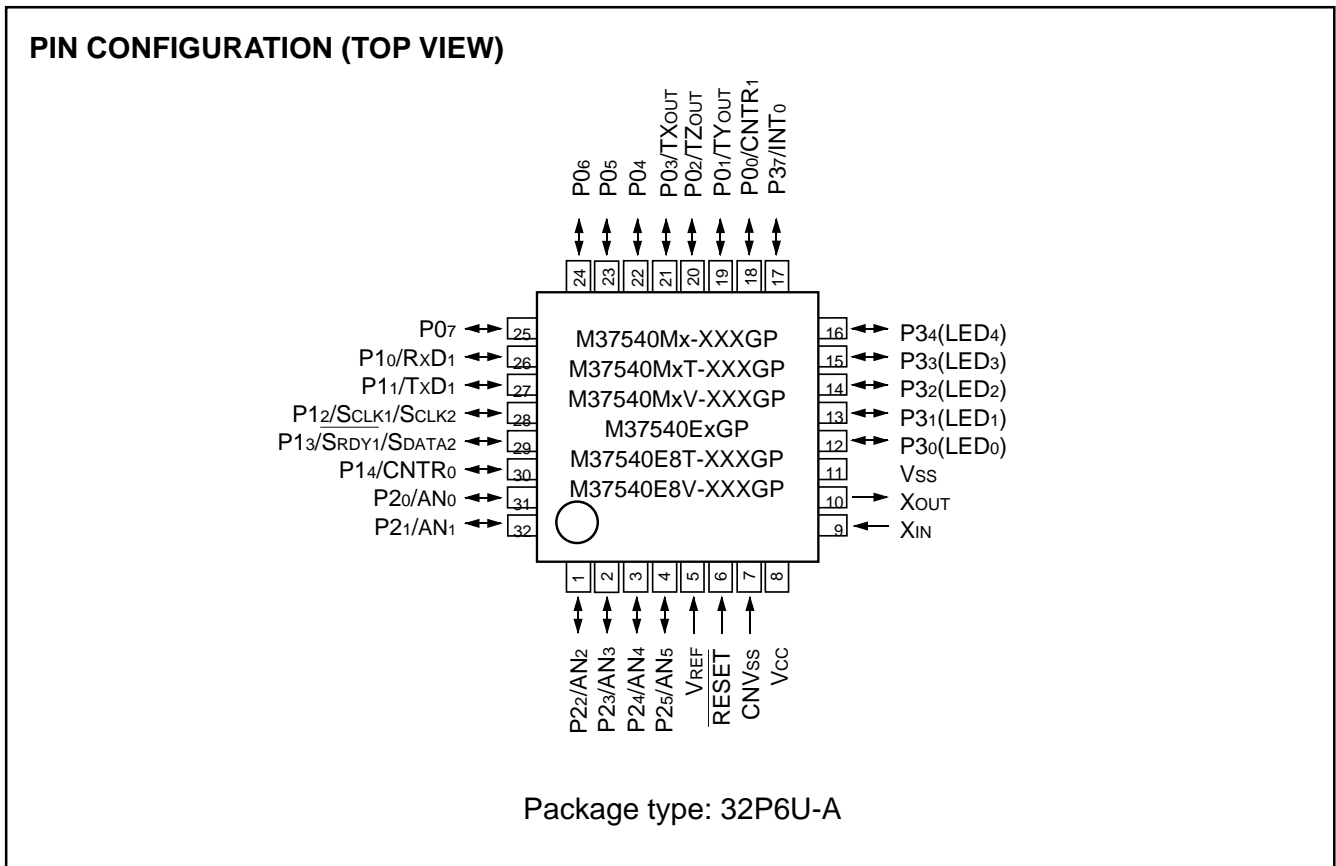 PIN CONFIGURATION (TOP VIEW)
P06
P05
P04
P03/TXOUT
P02/TZOUT
P01/TYOUT
P00/CNTR1
P37/INT0
24
23
22
21
20
19
18
17
P07
P10/RxD1
P11/TxD1
P12/SCLK1/SCLK2
P13/S̅R̅D̅Y̅1̅/SDATA2
P14/CNTR0
P20/AN0
P21/AN1
25
26
27
28
29
30
31
32
M37540Mx-XXXGP
M37540MxT-XXXGP
M37540MxV-XXXGP
M37540ExGP
M37540E8T-XXXGP
M37540E8V-XXXGP
16
15
14
13
12
11
10
9
P34(LED4)
P33(LED3)
P32(LED2)
P31(LED1)
P30(LED0)
VSS
XOUT
XIN
1
2
3
4
5
6
7
8
P22/AN2
P23/AN3
P24/AN4
P25/AN5
VREF
R̅E̅S̅E̅T̅
CNVSS
VCC
Package type: 32P6U-A